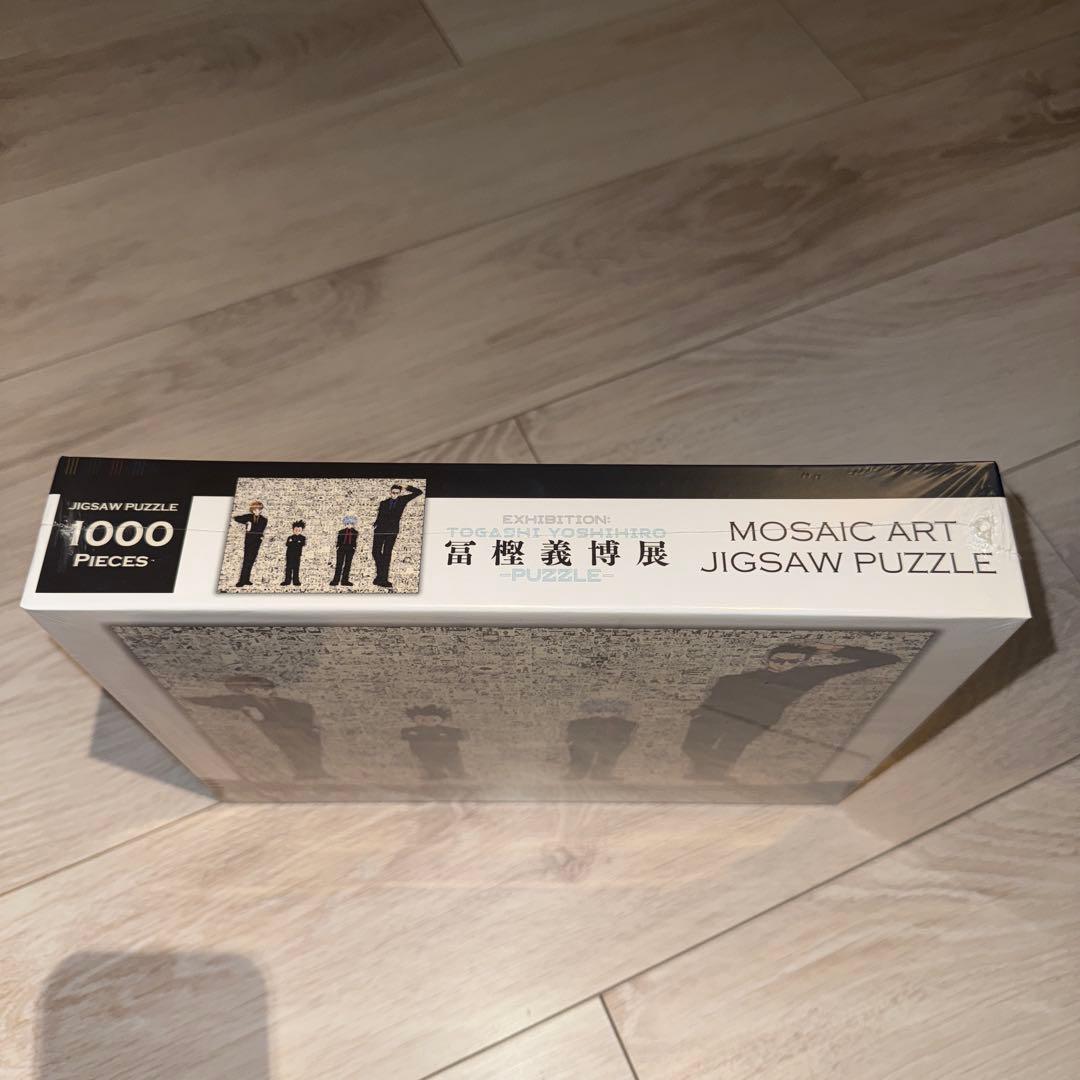 JIGSAW PUZZLE
1000
PIECES
EXHIBITION:
TOGASHI YOSHIHIRO
冨樫義博展
-PUZZLE-
MOSAIC ART
JIGSAW PUZZLE